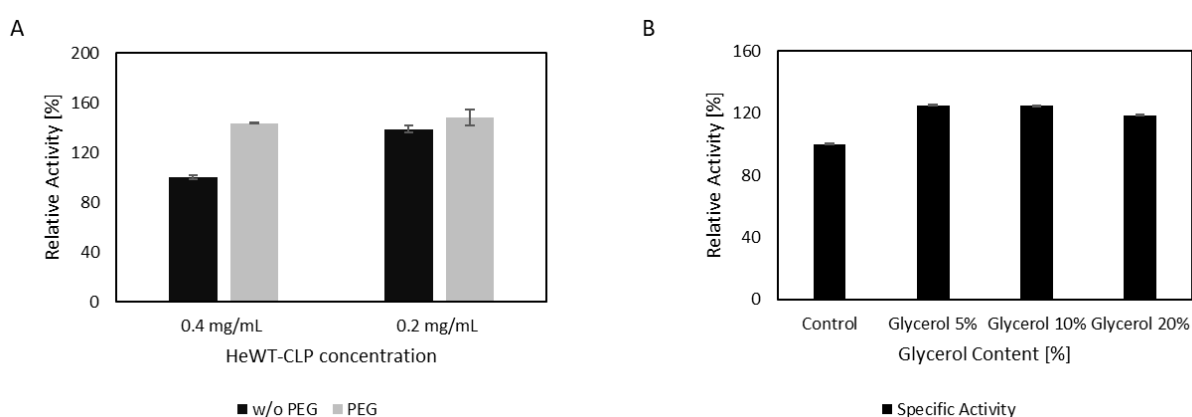 A
Relative Activity [%]
200
160
120
80
40
0
0.4 mg/mL
0.2 mg/mL
HeWT-CLP concentration
w/o PEG
PEG
B
Relative Activity [%]
160
120
80
40
0
Control
Glycerol 5%
Glycerol 10%
Glycerol 20%
Glycerol Content [%]
Specific Activity